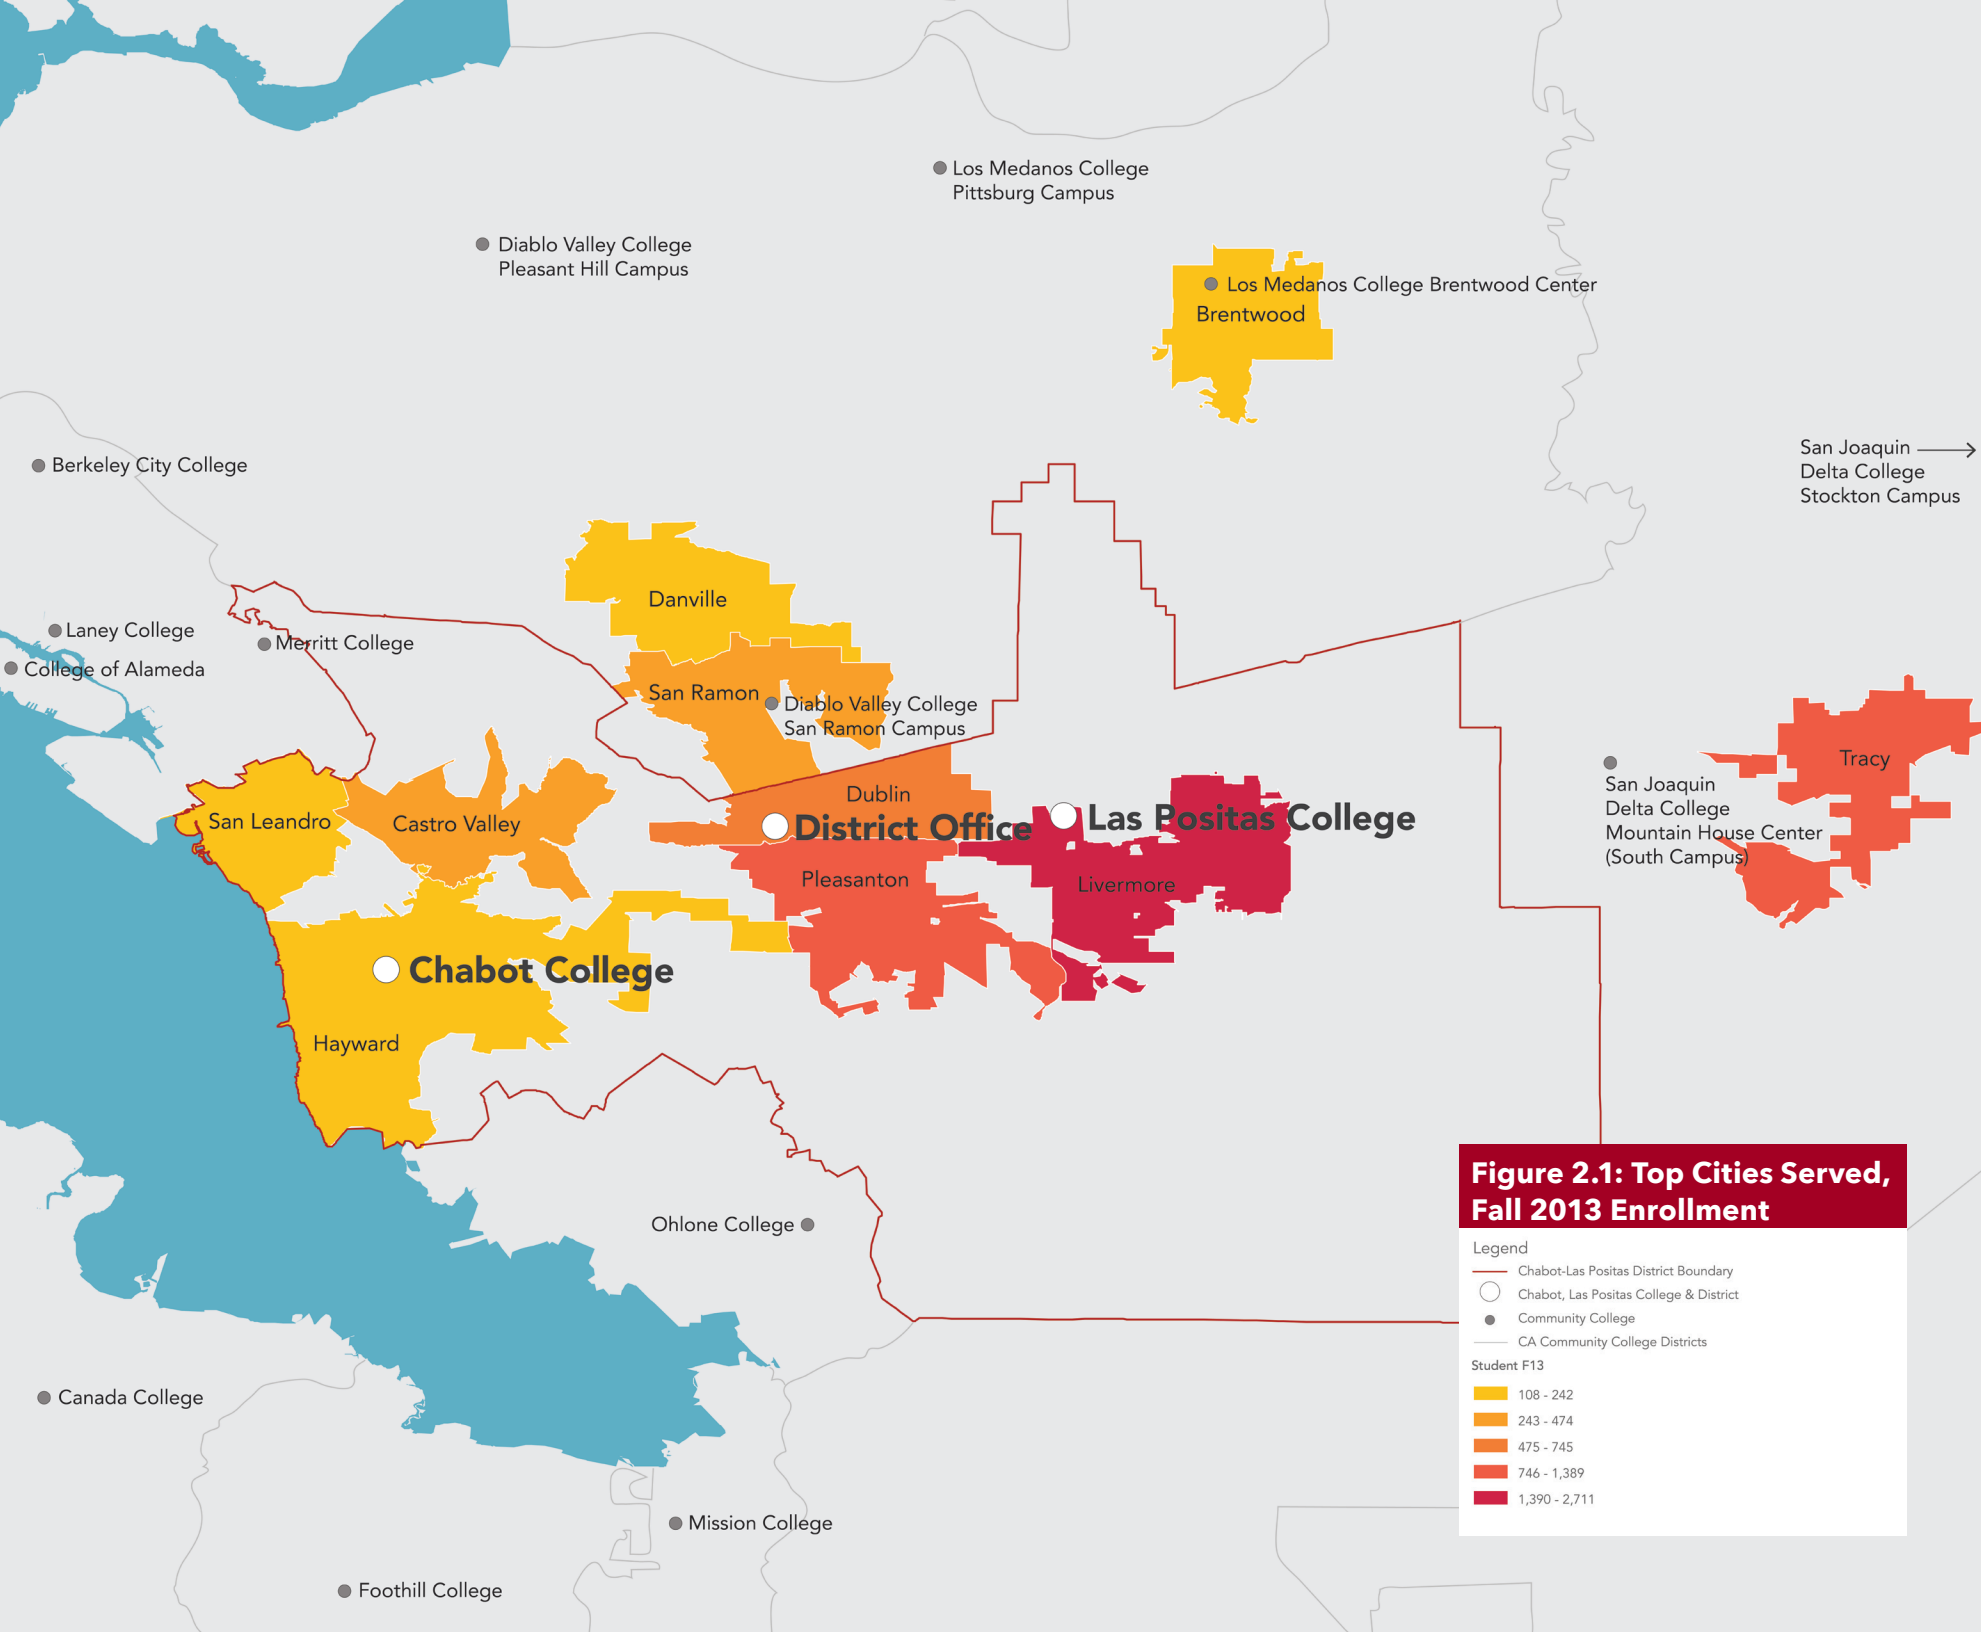 Los Medanos College
Pittsburg Campus
Diablo Valley College
Pleasant Hill Campus
Los Medanos College Brentwood Center
Brentwood
Berkeley City College
San Joaquin
Delta College
Stockton Campus
Danville
Laney College
Merritt College
College of Alameda
San Ramon
Diablo Valley College
San Ramon Campus
Tracy
San Joaquin
Delta College
Mountain House Center
(South Campus)
Dublin
San Leandro
Castro Valley
District Office
Las Positas College
Pleasanton
Livermore
Chabot College
Hayward
Ohlone College
Canada College
Mission College
Foothill College
Figure 2.1: Top Cities Served,
Fall 2013 Enrollment
Legend
Chabot-Las Positas District Boundary
Chabot, Las Positas College & District
Community College
CA Community College Districts
Student F13
108 - 242
243 - 474
475 - 745
746 - 1,389
1,390 - 2,711